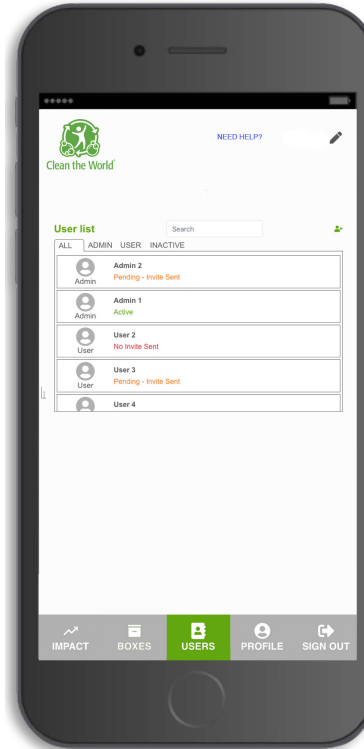 NEED HELP?
Clean the World
User list
Search
ALL ADMIN USER INACTIVE
Admin 2
Pending - Invite Sent
Admin
Admin 1
Active
Admin
User 2
No Invite Sent
User
User 3
Pending - Invite Sent
User
User 4
IMPACT BOXES USERS PROFILE SIGN OUT